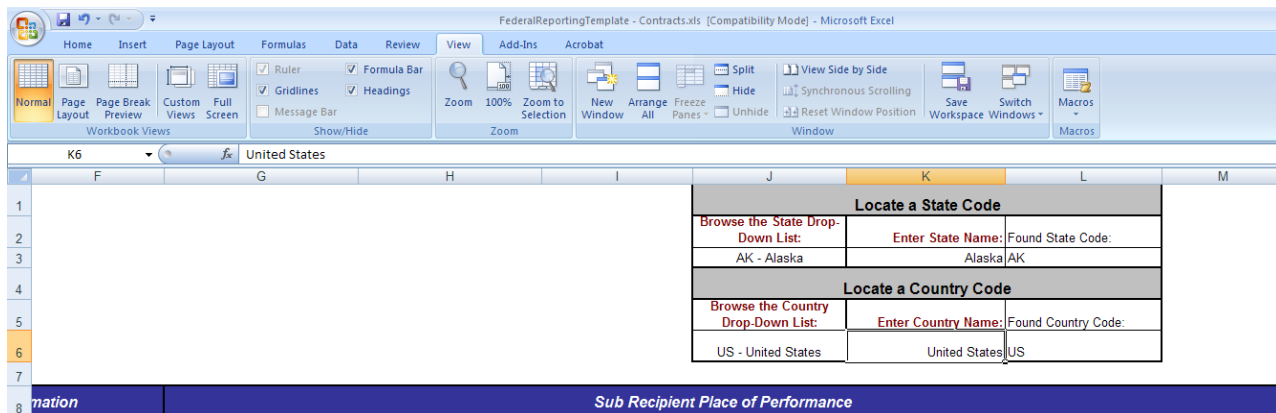 FederalReportingTemplate - Contracts.xls [Compatibility Mode] - Microsoft Excel
Home Insert Page Layout Formulas Data Review View Add-Ins Acrobat
Ruler Formula Bar Split View Side by Side
Gridlines Headings Hide Synchronous Scrolling
Normal Page Layout Page Break Preview Custom Views Full Screen Message Bar Zoom 100% Zoom to Selection New Window Arrange All Freeze Panes Unhide Reset Window Position Save Workspace Switch Windows Macros
Workbook Views Show/Hide Zoom Window Macros
K6 fx United States
F G H I J K L M
1 Locate a State Code
Browse the State Drop-
2 Down List: Enter State Name: Found State Code:
3 AK - Alaska Alaska AK
4 Locate a Country Code
Browse the Country
5 Drop-Down List: Enter Country Name: Found Country Code:
6 US - United States United States US
7
8 mation Sub Recipient Place of Performance